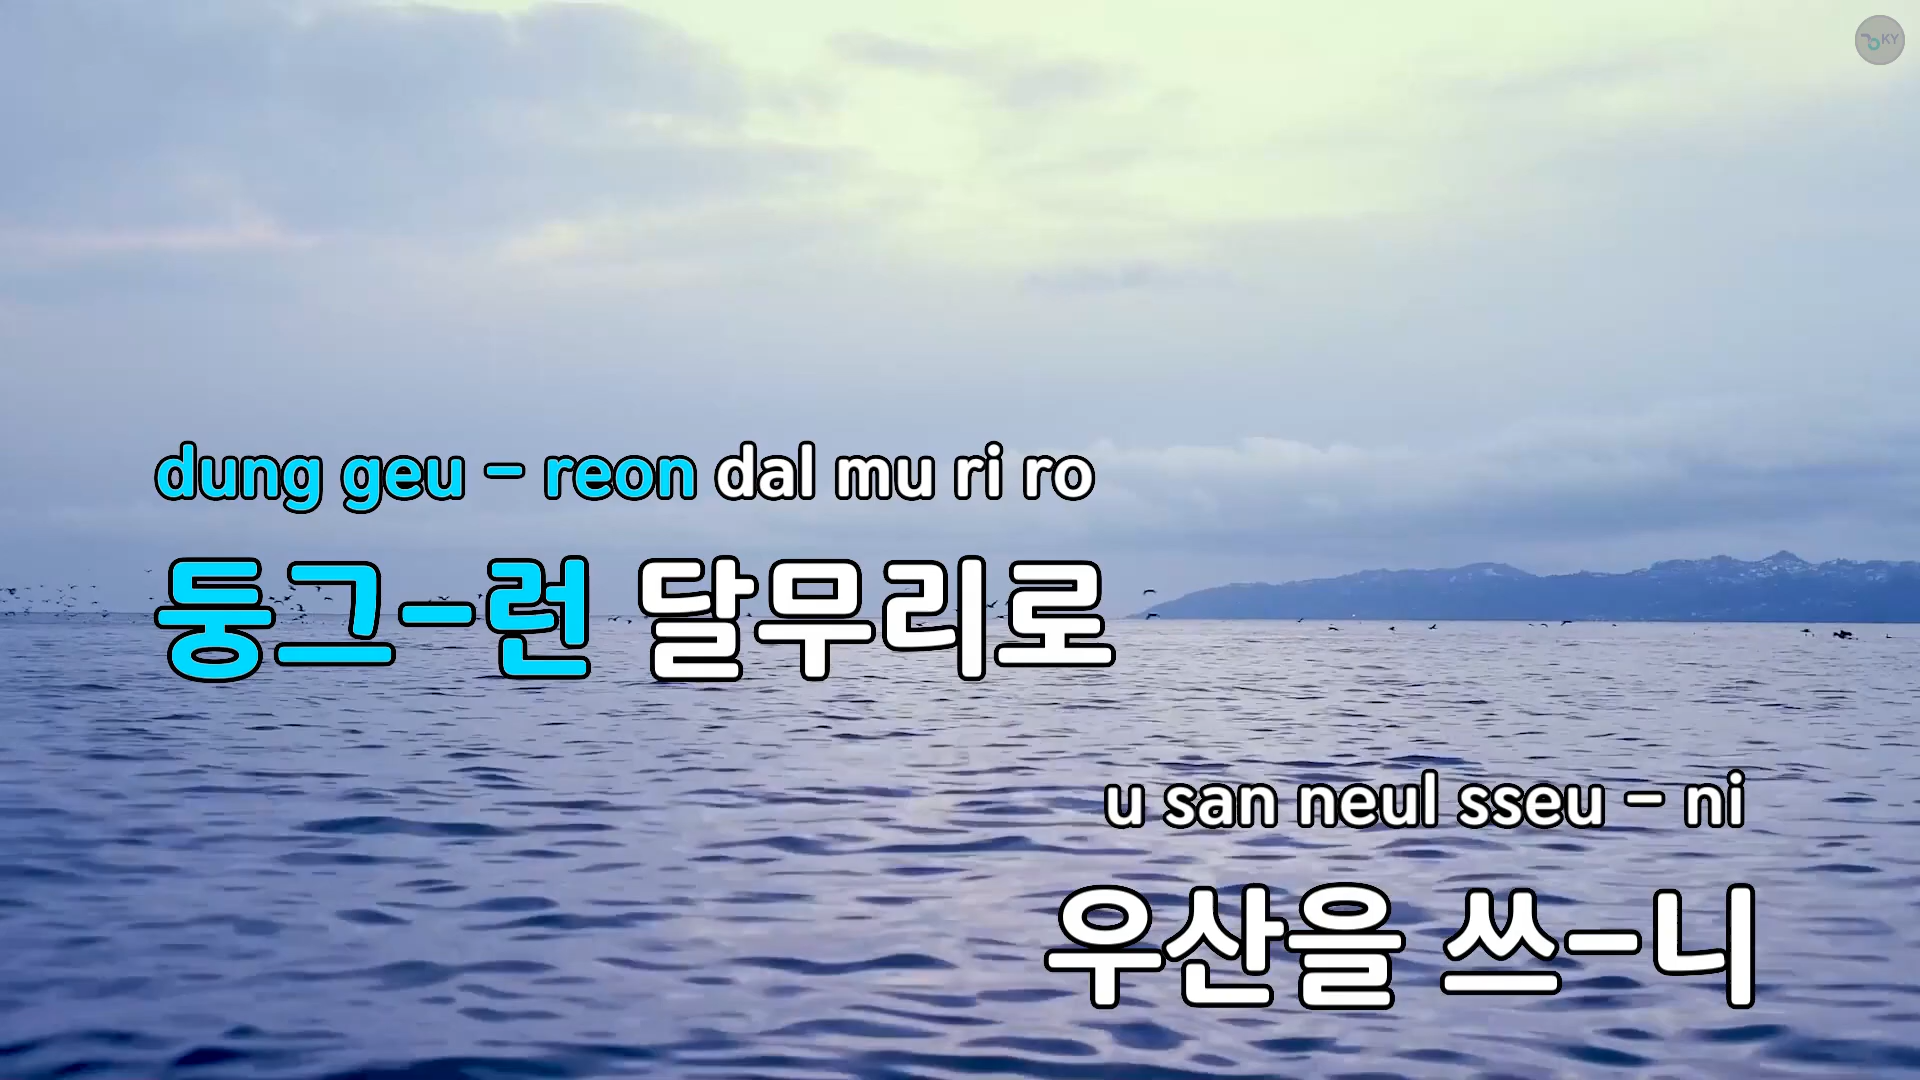 KY
dung geu – reon dal mu ri ro
둥그–런 달무리로
u san neul sseu – ni
우산을 쓰–니